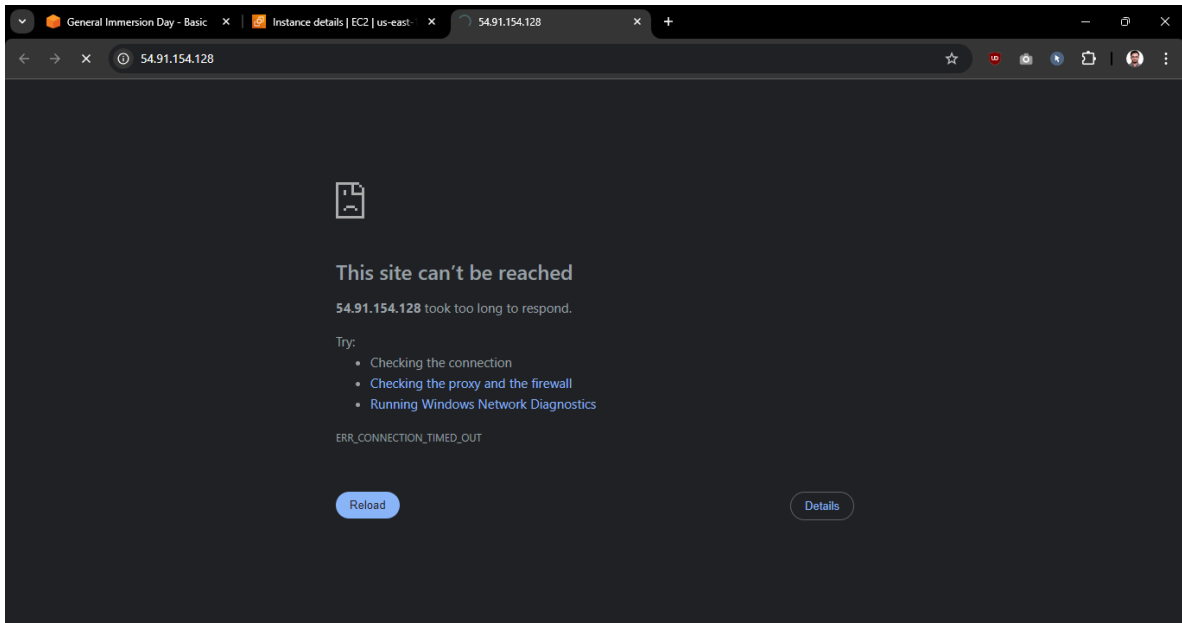 General Immersion Day - Basic
Instance details | EC2 | us-east-
54.91.154.128
54.91.154.128
This site can't be reached
54.91.154.128 took too long to respond.
Try:
• Checking the connection
• Checking the proxy and the firewall
• Running Windows Network Diagnostics
ERR_CONNECTION_TIMED_OUT
Reload
Details